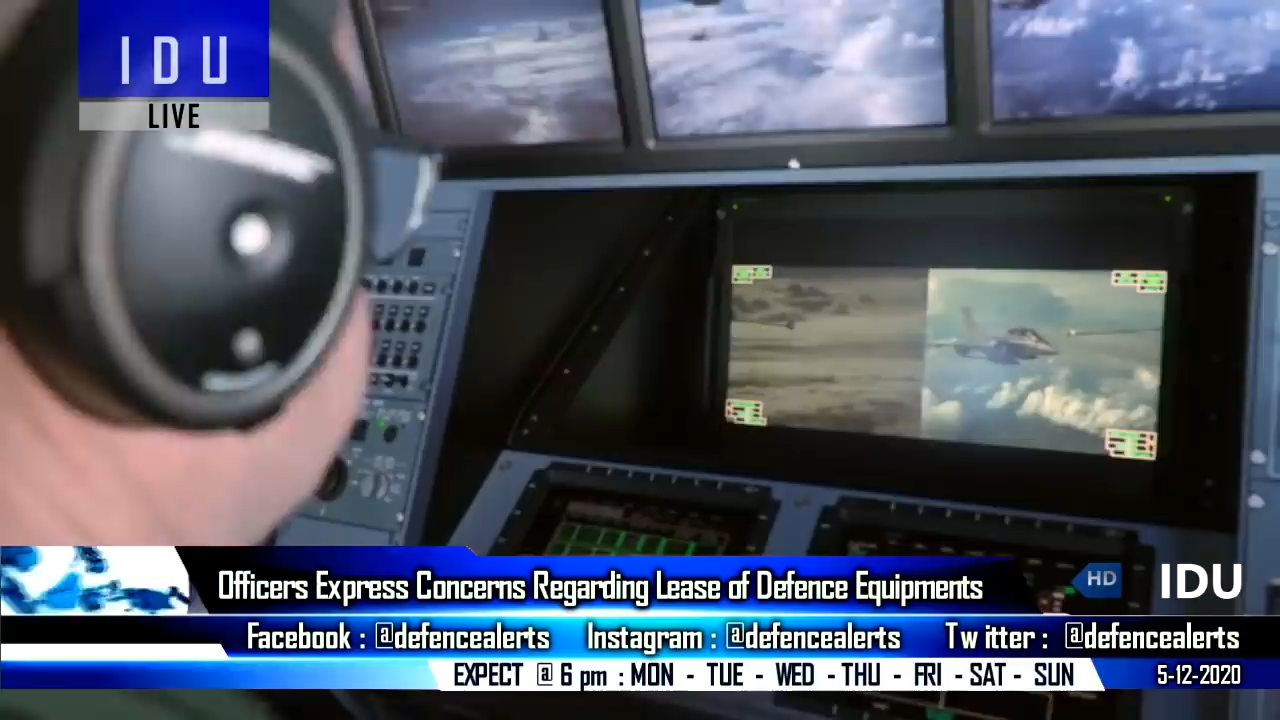 IDU
LIVE
Officers Express Concerns Regarding Lease of Defence Equipments
HD
IDU
Facebook : @defencealerts Instagram : @defencealerts Tw itter : @defencealerts
EXPECT @ 6 pm : MON - TUE - WED - THU - FRI - SAT - SUN
5-12-2020